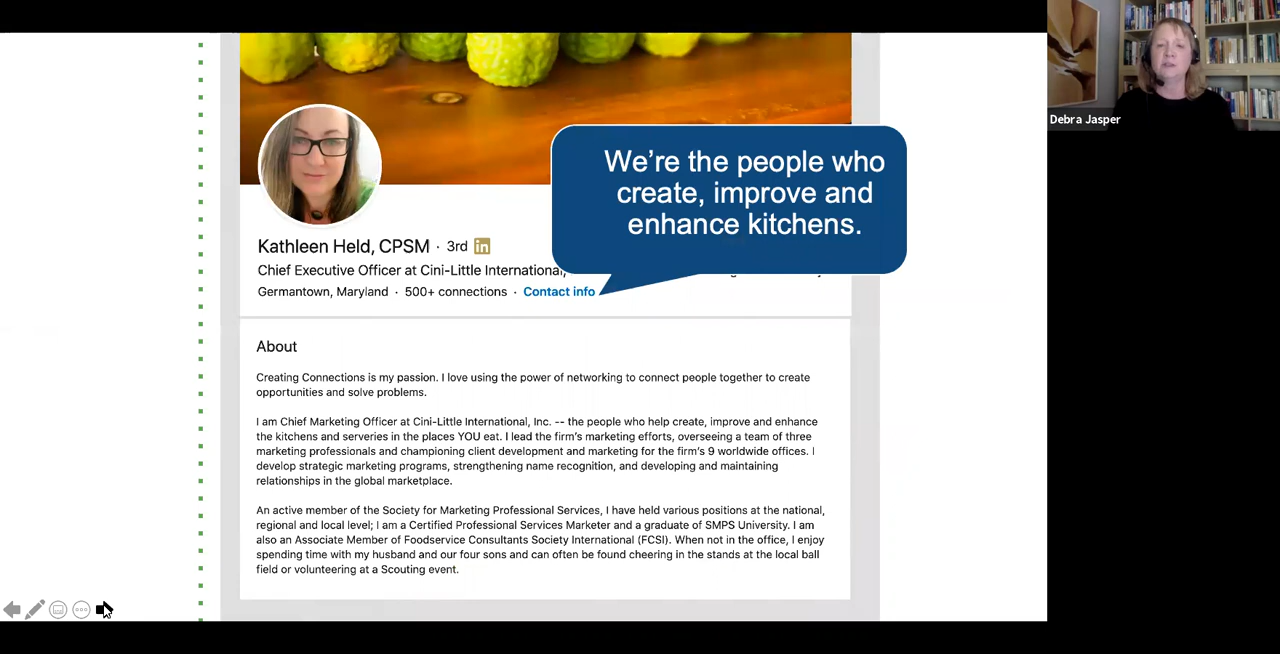 Debra Jasper
We’re the people who
create, improve and
enhance kitchens.
Kathleen Held, CPSM · 3rd in
Chief Executive Officer at Cini-Little International,
Germantown, Maryland · 500+ connections · Contact info
About
Creating Connections is my passion. I love using the power of networking to connect people together to create
opportunities and solve problems.
I am Chief Marketing Officer at Cini-Little International, Inc. -- the people who help create, improve and enhance
the kitchens and serveries in the places YOU eat. I lead the firm’s marketing efforts, overseeing a team of three
marketing professionals and championing client development and marketing for the firm’s 9 worldwide offices. I
develop strategic marketing programs, strengthening name recognition, and developing and maintaining
relationships in the global marketplace.
An active member of the Society for Marketing Professional Services, I have held various positions at the national,
regional and local level; I am a Certified Professional Services Marketer and a graduate of SMPS University. I am
also an Associate Member of Foodservice Consultants Society International (FCSI). When not in the office, I enjoy
spending time with my husband and our four sons and can often be found cheering in the stands at the local ball
field or volunteering at a Scouting event.